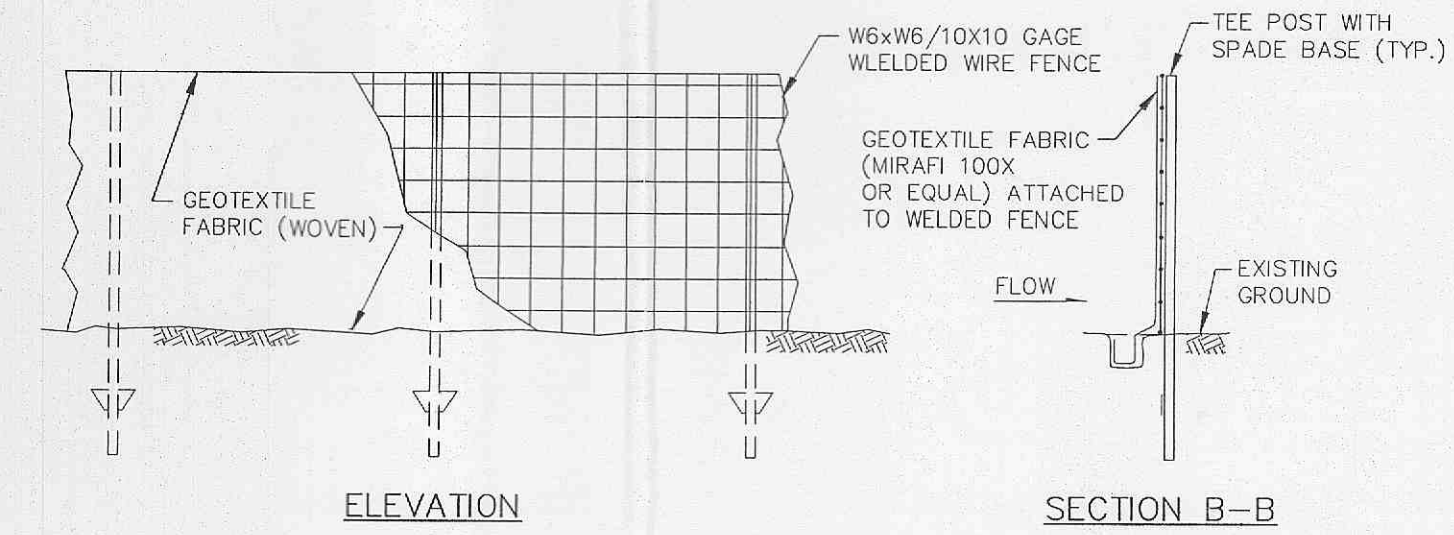 W6xW6/10X10 GAGE
WLELDED WIRE FENCE
TEE POST WITH
SPADE BASE (TYP.)
GEOTEXTILE FABRIC
(MIRAFI 100X
OR EQUAL) ATTACHED
TO WELDED FENCE
GEOTEXTILE
FABRIC (WOVEN)
FLOW
EXISTING
GROUND
ELEVATION
SECTION B-B